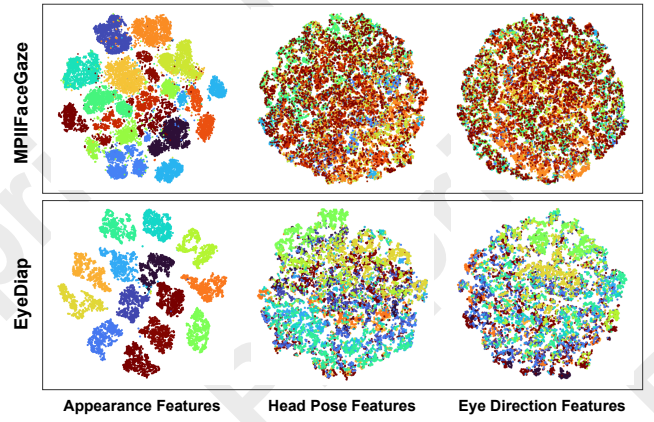 MPIIFaceGaze
EyeDiap
Appearance Features
Head Pose Features
Eye Direction Features